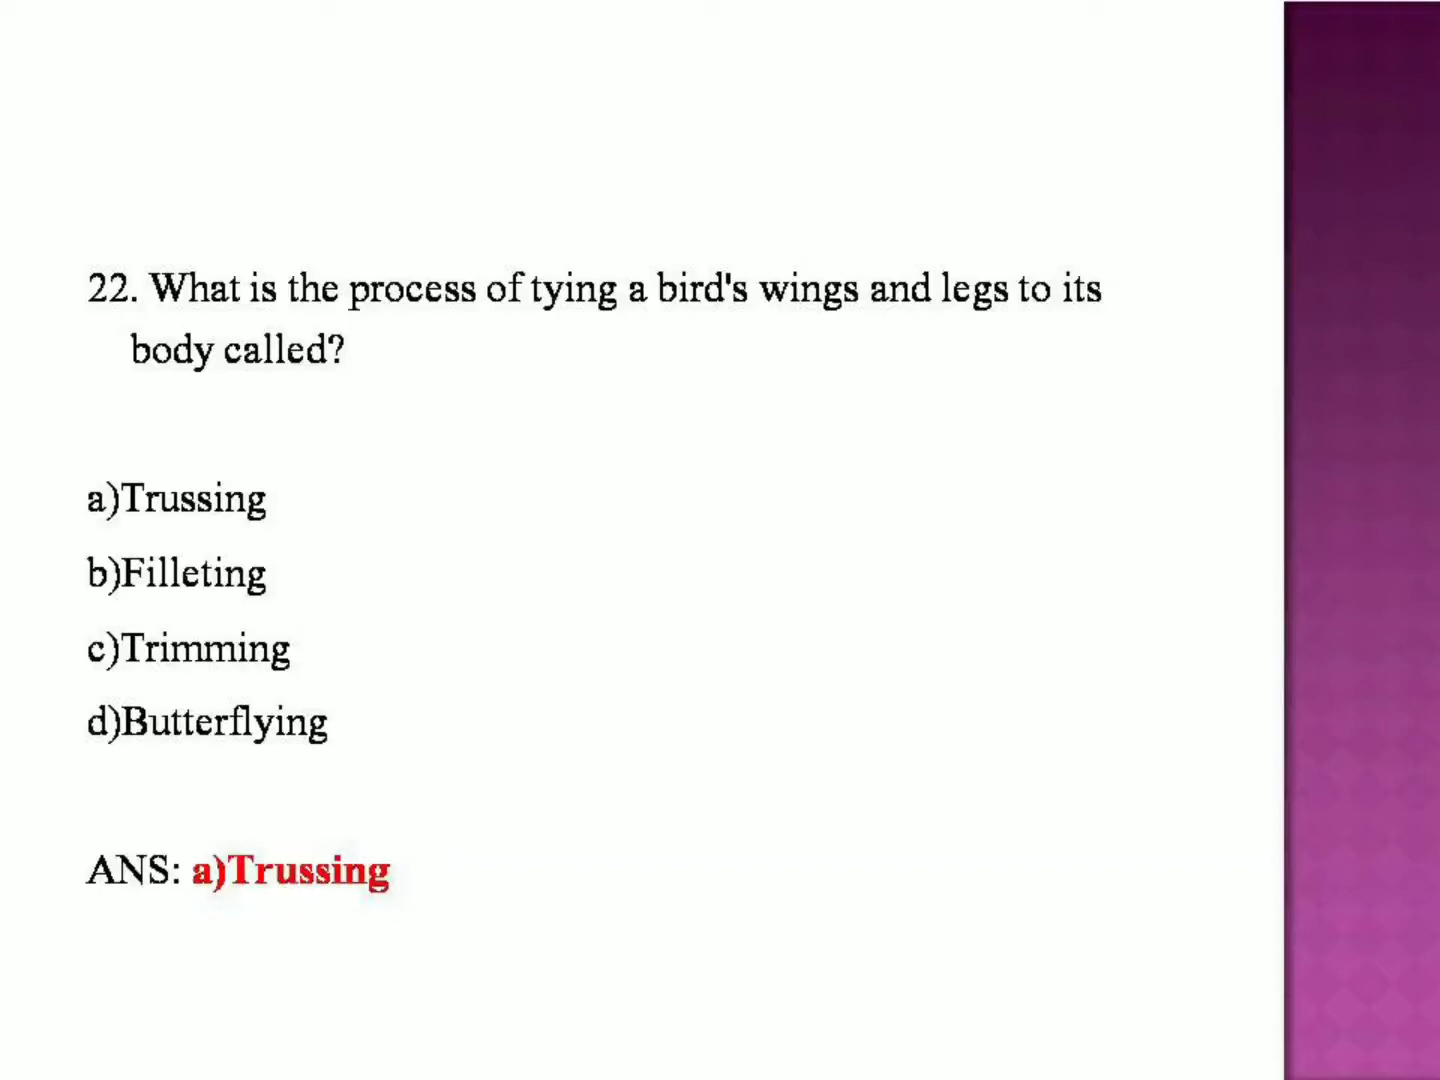 22. What is the process of tying a bird's wings and legs to its
body called?
a)Trussing
b)Filleting
c)Trimming
d)Butterflying
ANS: a)Trussing